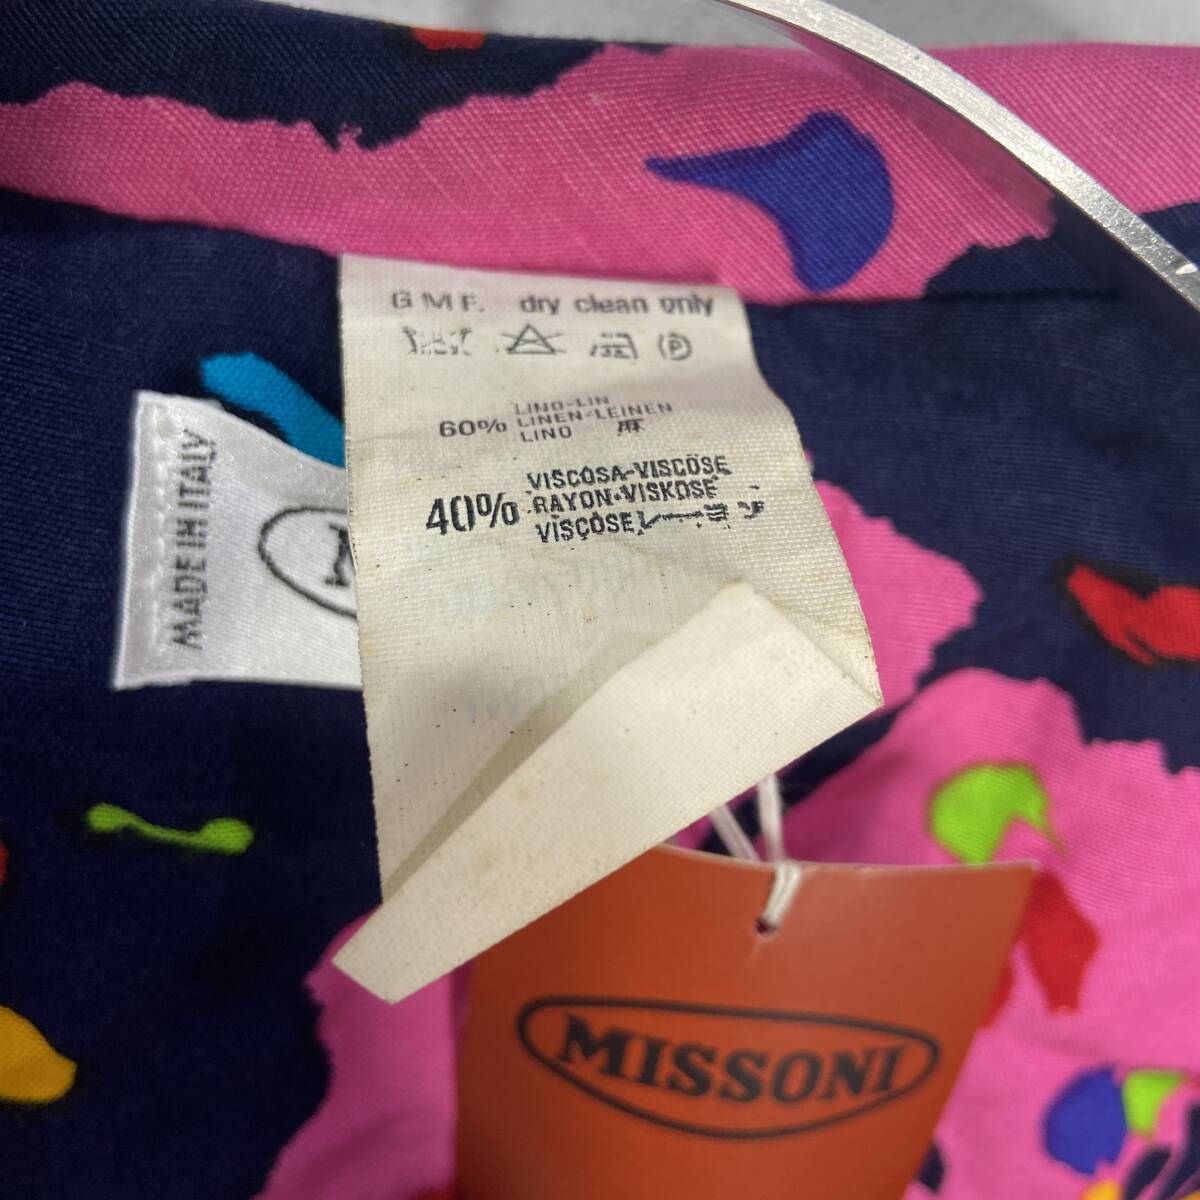 G M F. dry clean only
P
60% LINO-LIN
LINEN-LEINEN
LINO 麻
40% VISCOSA-VISCOSE
RAYON-VISKOSE
VISCOSE レーヨン
MADE IN ITALY
MISSONI